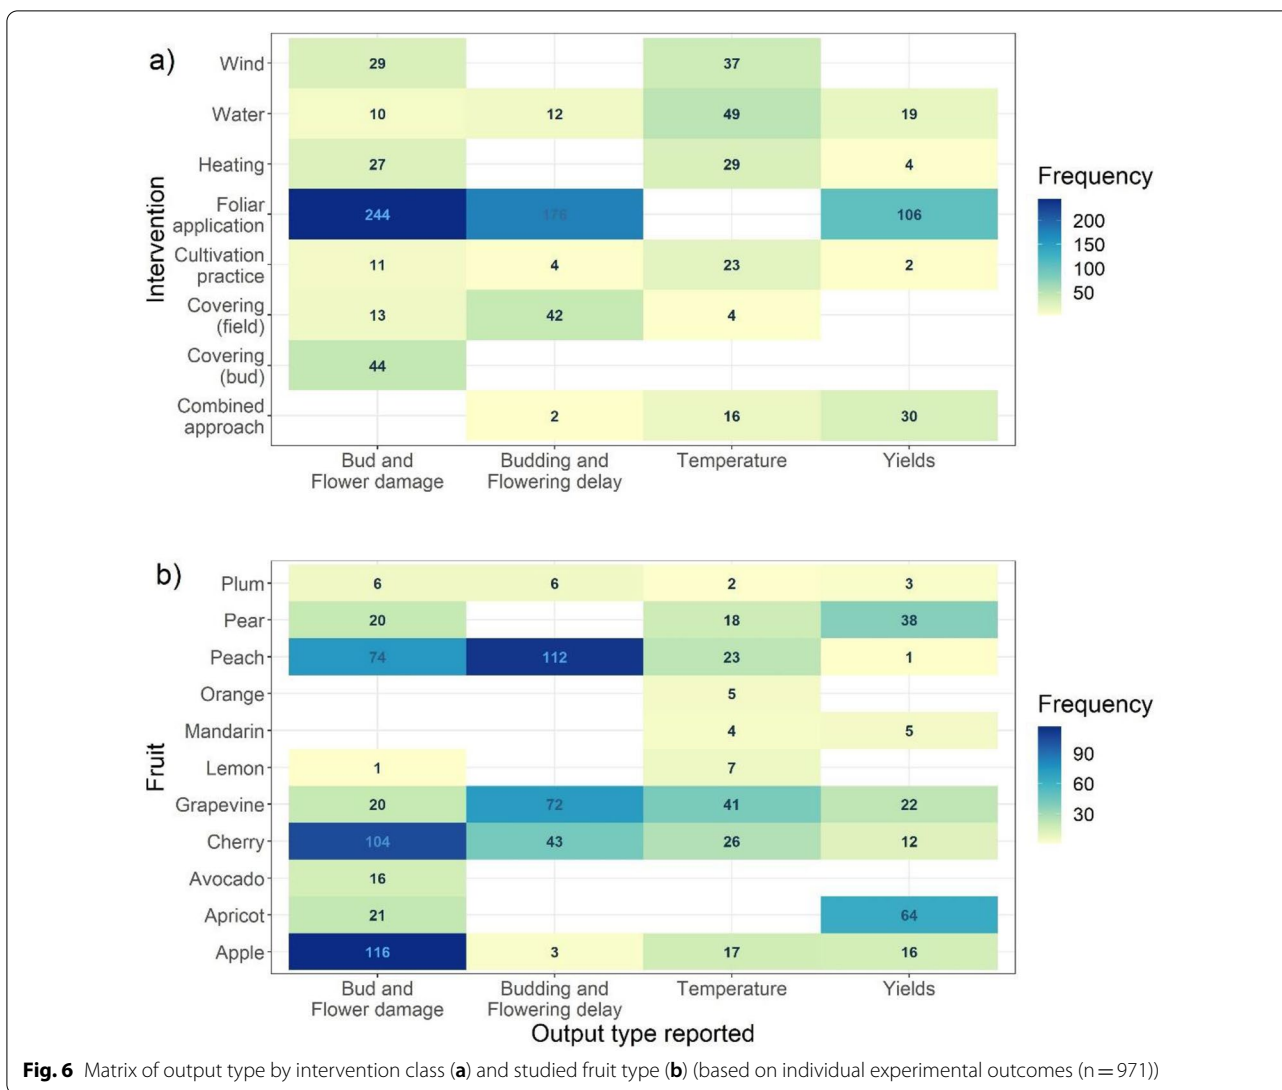 a)
Intervention
Wind 29 37
Water 10 12 49 19
Heating 27 29 4
Foliar
application 244 176 106
Cultivation
practice 11 4 23 2
Covering
(field) 13 42 4
Covering
(bud) 44
Combined
approach 2 16 30
Bud and
Flower damage
Budding and
Flowering delay
Temperature
Yields
Frequency
200
150
100
50
b)
Fruit
Plum 6 6 2 3
Pear 20 18 38
Peach 74 112 23 1
Orange 5
Mandarin 4 5
Lemon 1 7
Grapevine 20 72 41 22
Cherry 104 43 26 12
Avocado 16
Apricot 21 64
Apple 116 3 17 16
Bud and
Flower damage
Budding and
Flowering delay
Temperature
Yields
Output type reported
Frequency
90
60
30
Fig. 6 Matrix of output type by intervention class (a) and studied fruit type (b) (based on individual experimental outcomes (n = 971))